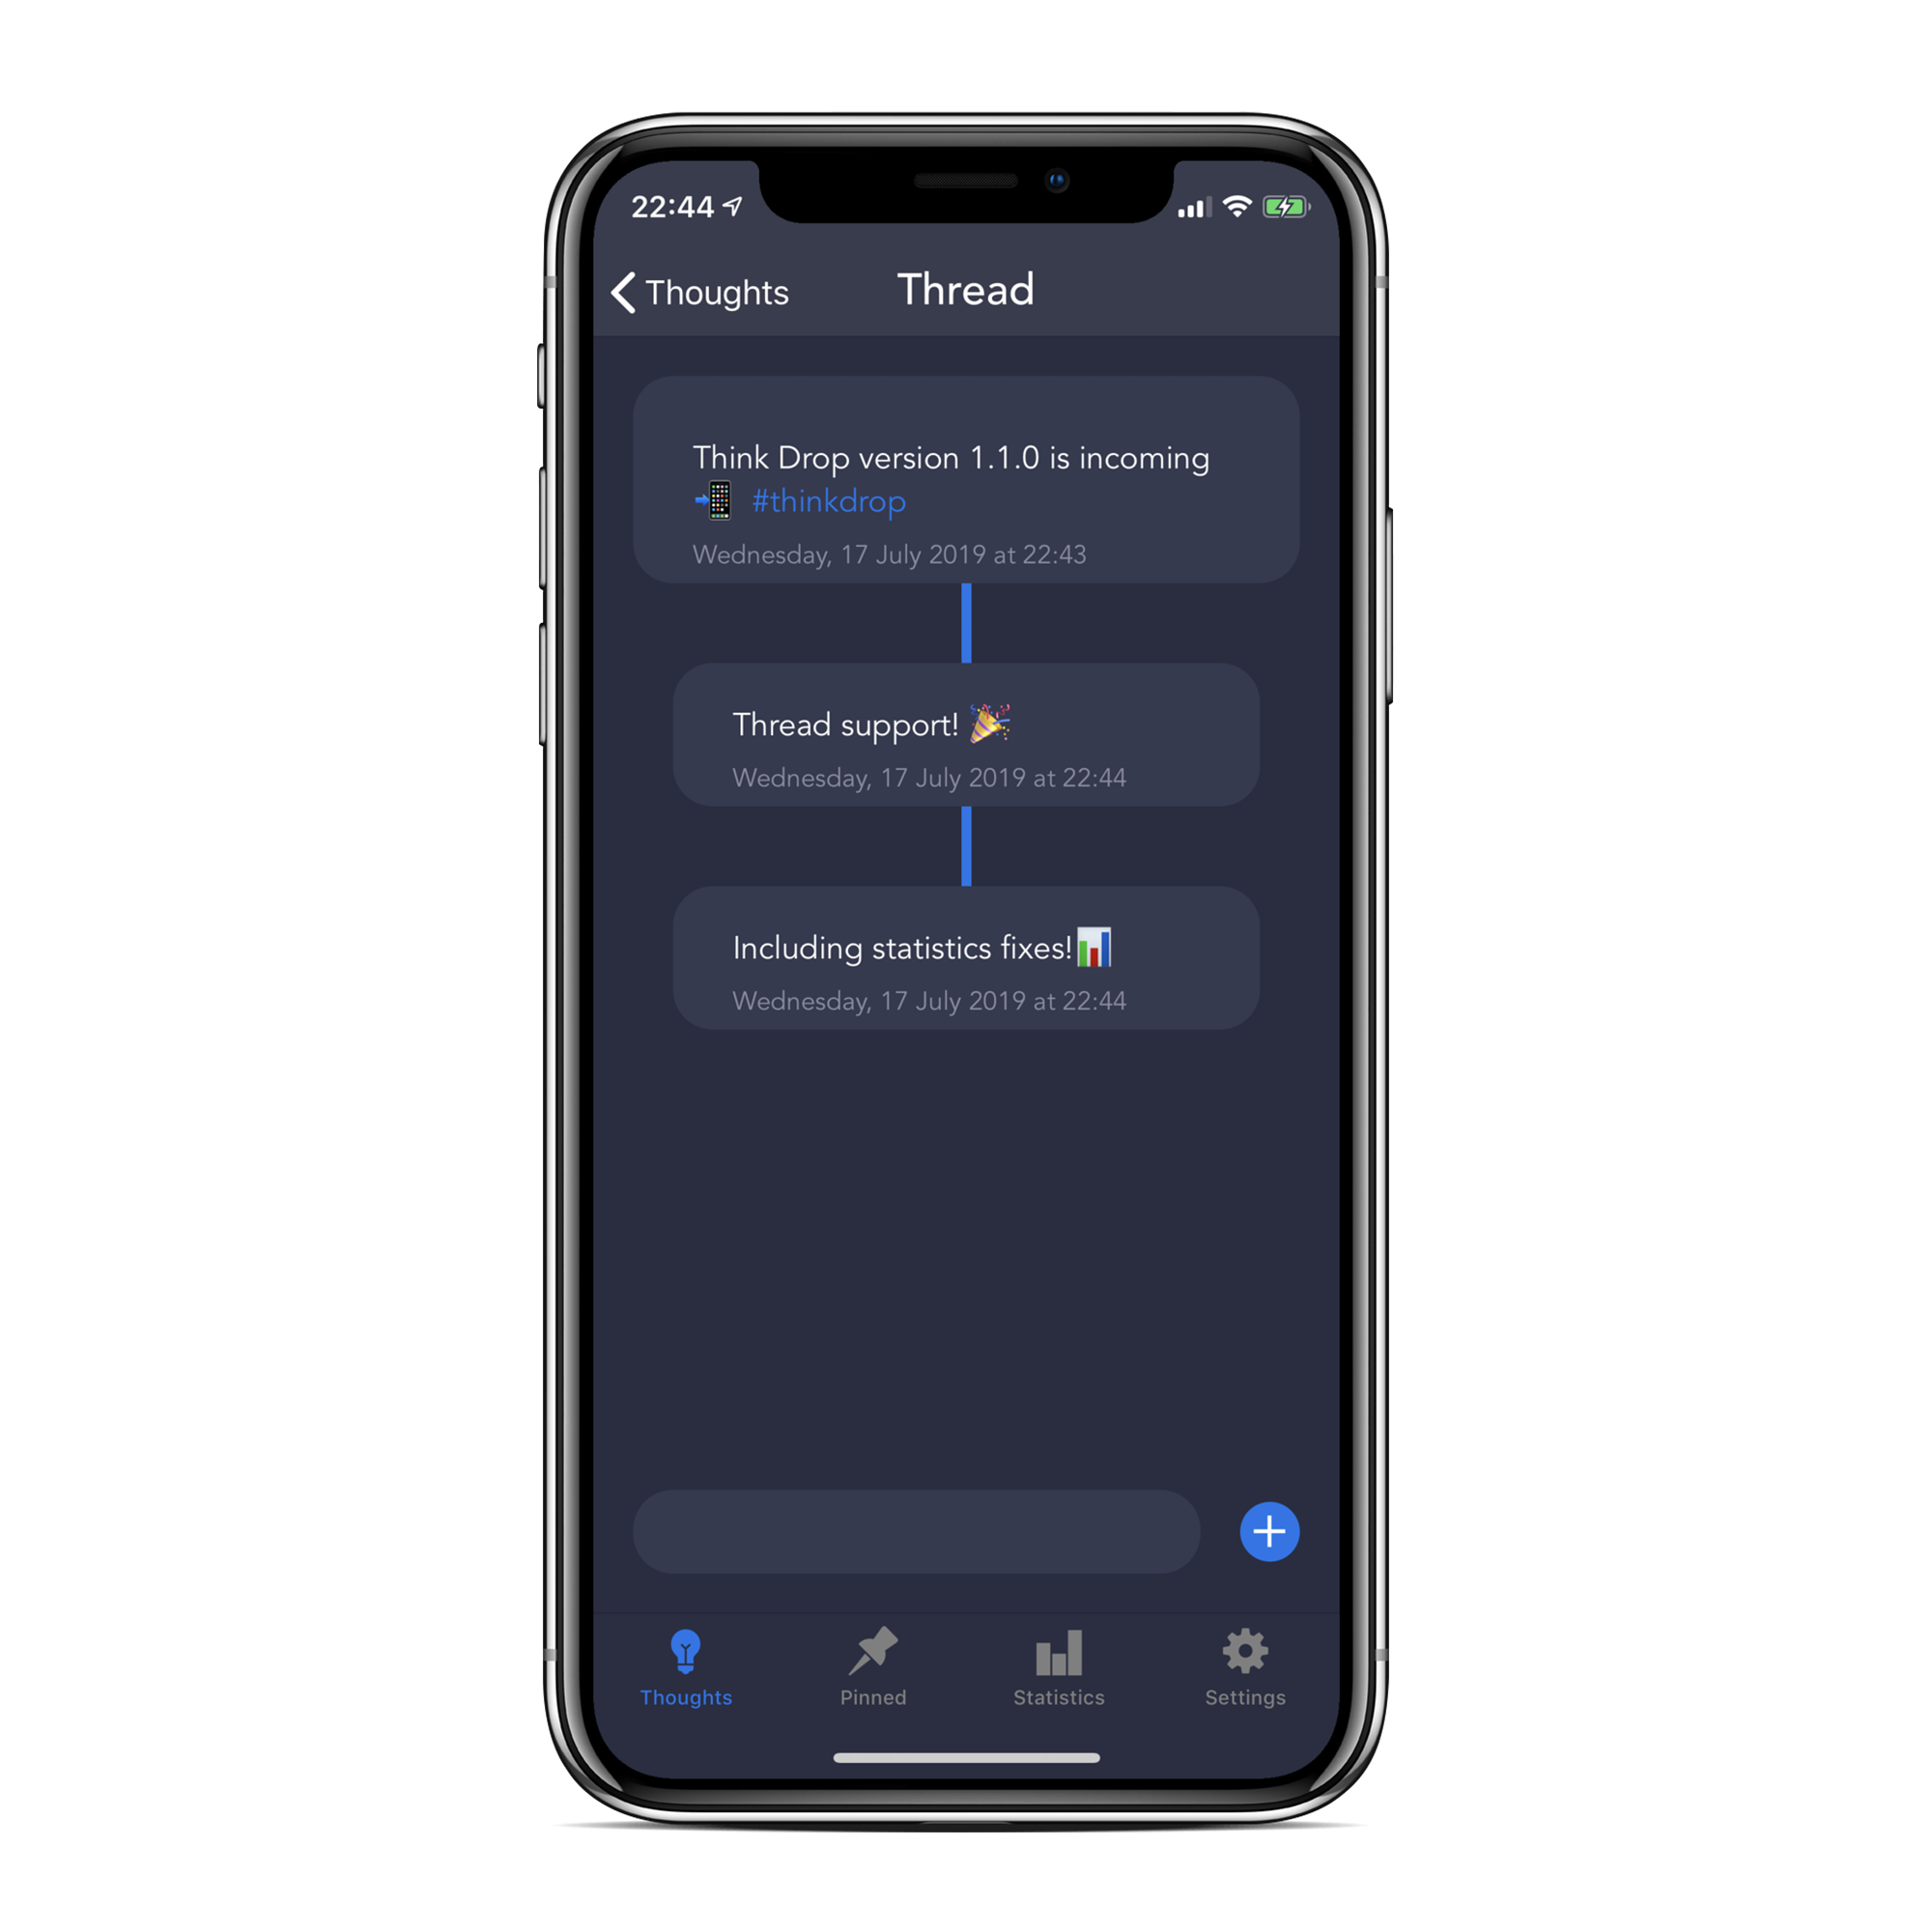 22:44
Thoughts
Thread
Think Drop version 1.1.0 is incoming
📲 #thinkdrop
Wednesday, 17 July 2019 at 22:43
Thread support! 🎉
Wednesday, 17 July 2019 at 22:44
Including statistics fixes!📊
Wednesday, 17 July 2019 at 22:44
Thoughts
Pinned
Statistics
Settings